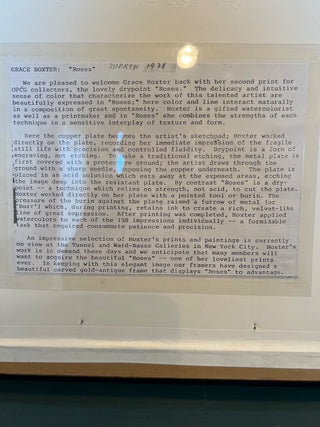 GRACE HOXTER: "Roses" MARCH 1978
We are pleased to welcome Grace Hoxter back with her second print for
OPCG collectors, the lovely drypoint "Roses." The delicacy and intuitive
sense of color that characterize the work of this talented artist are
beautifully expressed in "Roses;" here color and line interact naturally
in a composition of great spontaneity. Hoxter is a gifted watercolorist
as well as a printmaker and in "Roses" she combines the strengths of each
technique in a sensitive interplay of texture and form.
Here the copper plate becomes the artist's sketchpad; Hoxter worked
directly on the plate, recording her immediate impression of the fragile
still life with precision and controlled fluidity. Drypoint is a form of
engraving, not etching. To make a traditional etching, the metal plate is
first covered with a protective ground; the artist draws through the
ground with a sharp needle, exposing the copper underneath. The plate is
placed in an acid solution which eats away at the exposed areas, etching
the image deep into the resistant plate. By contrast "Roses" is a dry-
point -- a technique which relies on strength, not acid, to cut the plate.
Hoxter worked directly on the plate with a pointed tool or burin. The
pressure of the burin against the plate raised a furrow of metal (or
"burr") which, during printing, retains ink to create a rich, velvet-like
line of great expression. After printing was completed, Hoxter applied
watercolors to each of the 150 impressions individually -- a formidable
task that required consummate patience and precision.
An impressive selection of Hoxter's prints and paintings is currently
on view at the Tunnel and Ward-Nasse Galleries in New York City. Hoxter's
work is in demand these days and we anticipate that many members will
want to acquire the beautiful "Roses" -- one of her loveliest prints
ever. In keeping with this elegant image our framers have designed a
beautiful carved gold-antique frame that displays "Roses" to advantage.